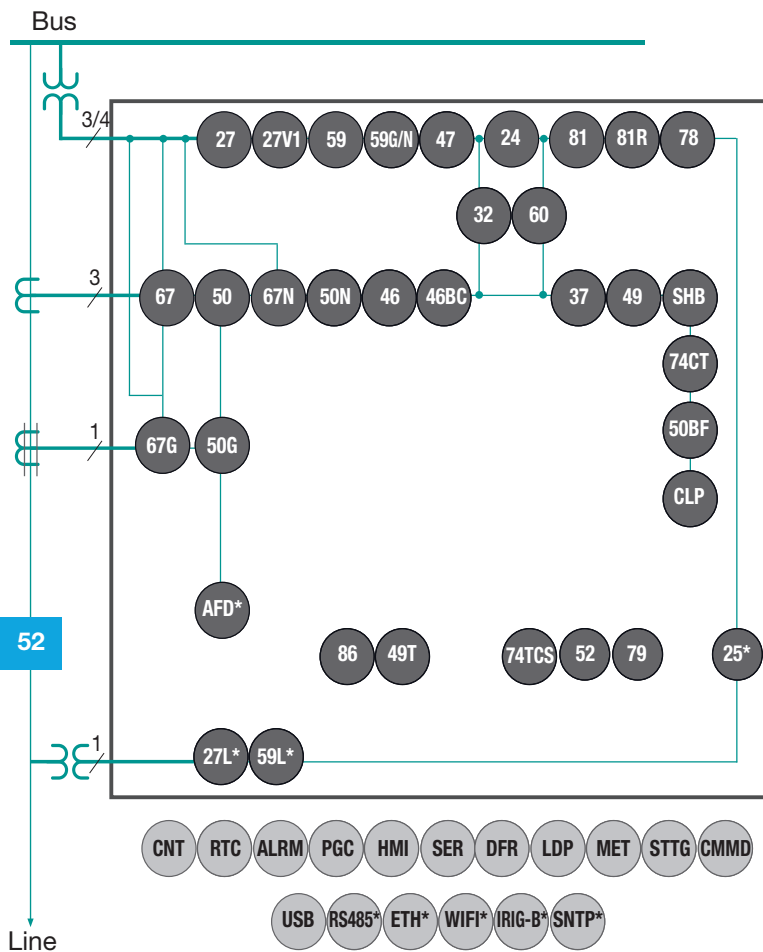 Bus
3/4
27 27V1 59 59G/N 47 24 81 81R 78
32 60
3
67 50 67N 50N 46 46BC 37 49 SHB
74CT
1
67G 50G 50BF
CLP
AFD*
52
86 49T 74TCS 52 79 25*
1
27L* 59L*
CNT RTC ALRM PGC HMI SER DFR LDP MET STTG CMMD
USB RS485* ETH* WIFI* IRIG-B* SNTP*
Line